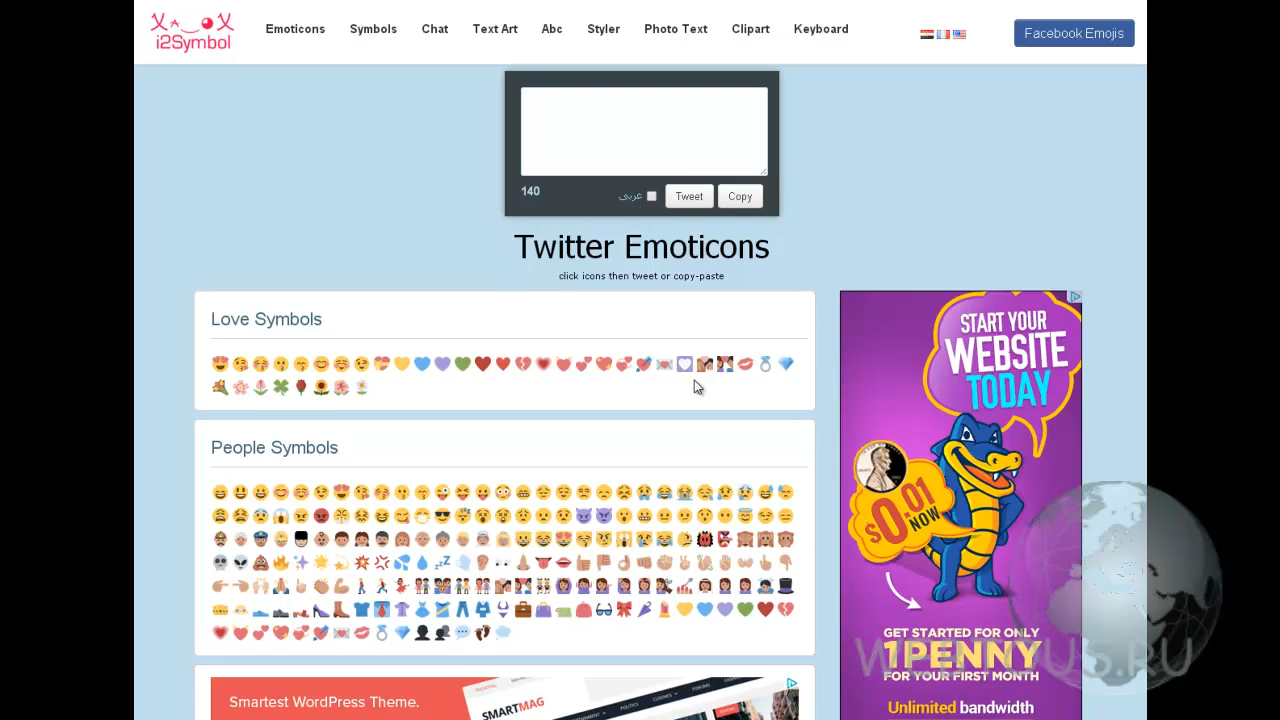 i2Symbol
Emoticons Symbols Chat Text Art Abc Styler Photo Text Clipart Keyboard
Facebook Emojis
140 عربى Tweet Copy
Twitter Emoticons
click icons then tweet or copy-paste
Love Symbols
People Symbols
START YOUR
WEBSITE
TODAY
$0.01
NOW
GET STARTED FOR ONLY
1PENNY
FOR YOUR FIRST MONTH
Unlimited bandwidth
Smartest WordPress Theme.
SMARTMAG